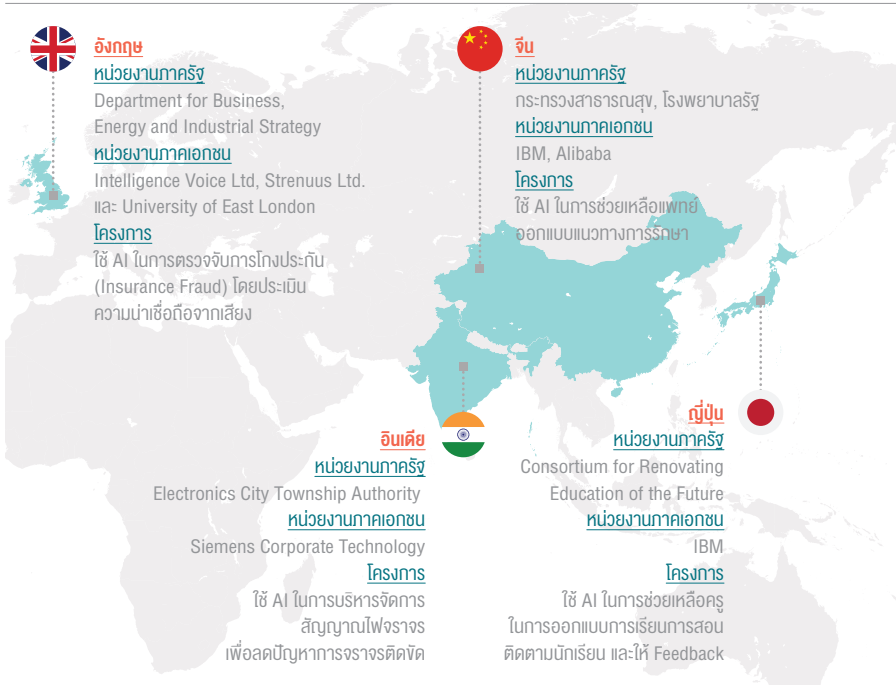 อังกฤษ
หน่วยงานภาครัฐ
Department for Business,
Energy and Industrial Strategy
หน่วยงานภาคเอกชน
Intelligence Voice Ltd, Strenuus Ltd.
และ University of East London
โครงการ
ใช้ AI ในการตรวจจับการโกงประกัน
(Insurance Fraud) โดยประเมิน
ความน่าเชื่อถือจากเสียง
จีน
หน่วยงานภาครัฐ
กระทรวงสาธารณสุข, โรงพยาบาลรัฐ
หน่วยงานภาคเอกชน
IBM, Alibaba
โครงการ
ใช้ AI ในการช่วยเหลือแพทย์
ออกแบบแนวทางการรักษา
อินเดีย
หน่วยงานภาครัฐ
Electronics City Township Authority
หน่วยงานภาคเอกชน
Siemens Corporate Technology
โครงการ
ใช้ AI ในการบริหารจัดการ
สัญญาณไฟจราจร
เพื่อลดปัญหาการจราจรติดขัด
ญี่ปุ่น
หน่วยงานภาครัฐ
Consortium for Renovating
Education of the Future
หน่วยงานภาคเอกชน
IBM
โครงการ
ใช้ AI ในการช่วยเหลือครู
ในการออกแบบการเรียนการสอน
ติดตามนักเรียน และให้ Feedback